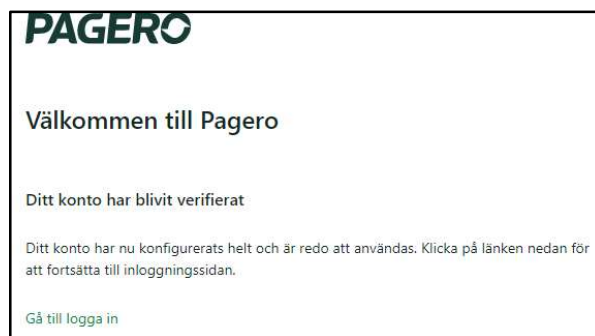 PAGERO
Välkommen till Pagero
Ditt konto har blivit verifierat
Ditt konto har nu konfigurerats helt och är redo att användas. Klicka på länken nedan för
att fortsätta till inloggningssidan.
Gå till logga in